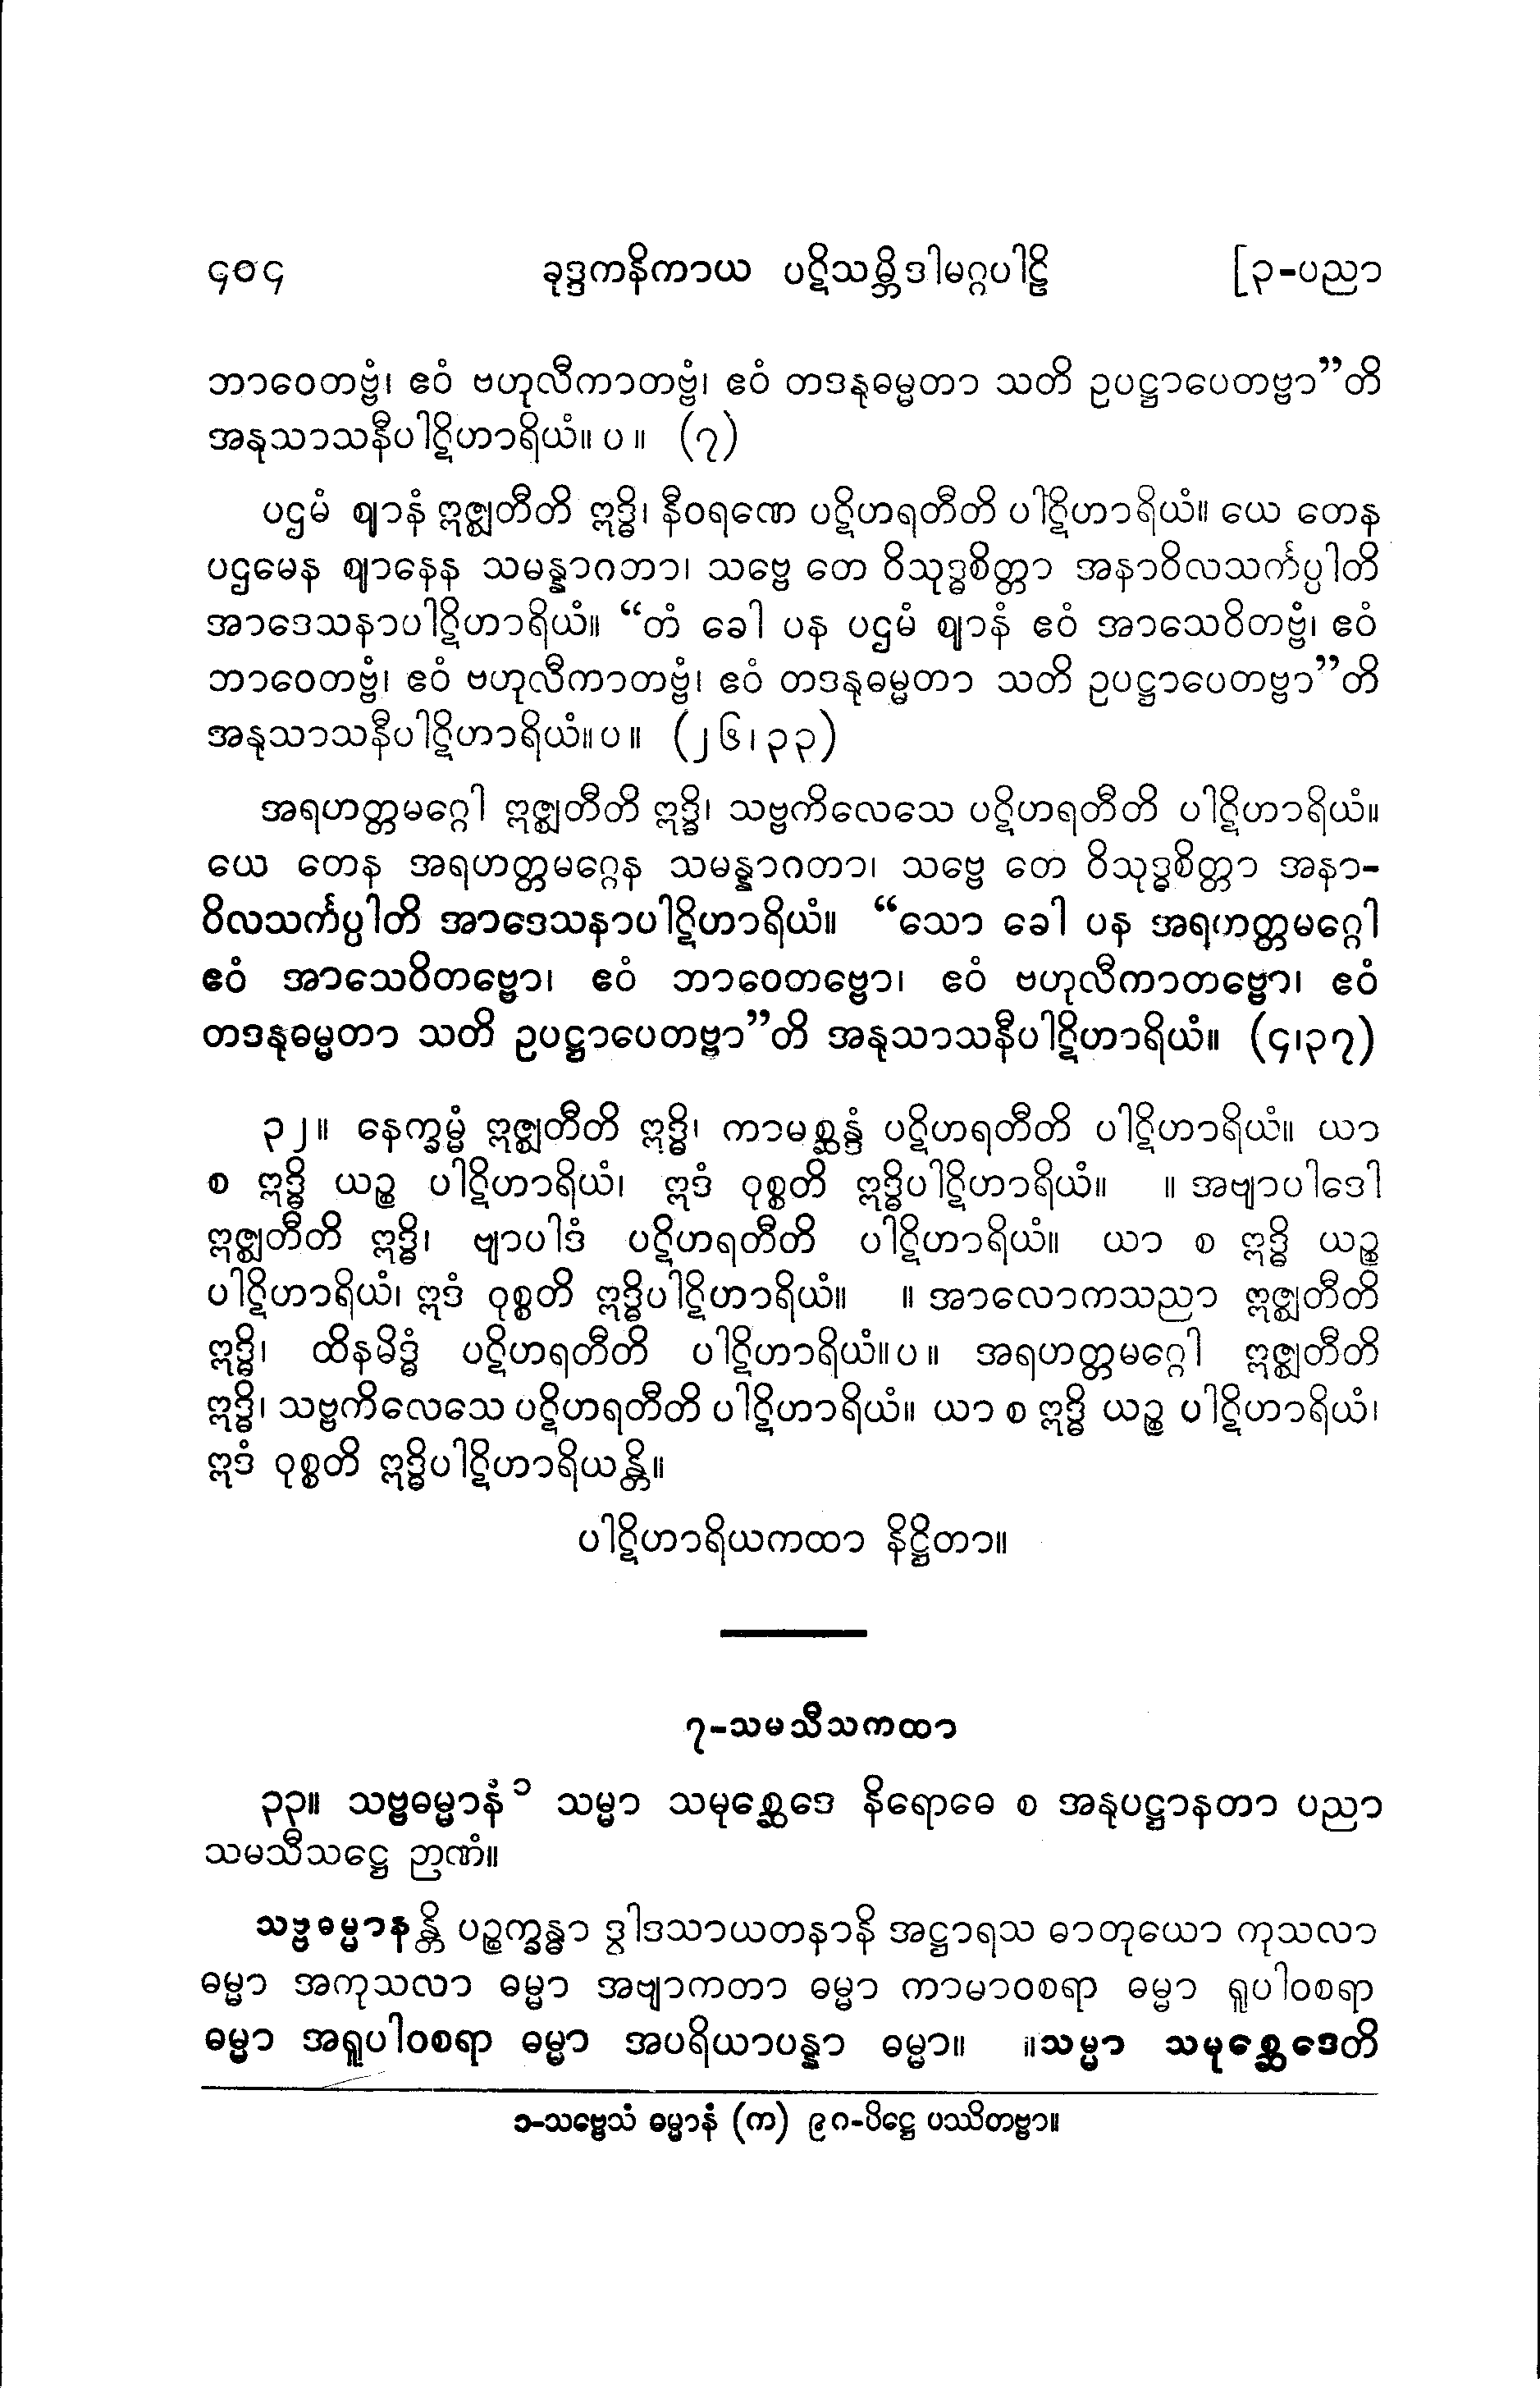 ၄၀၄ ခုဒ္ဒကနိကာယ ပဋိသမ္ဘိဒါမဂ္ဂပါဠိ [၃-ပညာ
ဘာဝေတဗ္ဗံ၊ ဧဝံ ဗဟုလီကာတဗ္ဗံ၊ ဧဝံ တဒနုဓမ္မတာ သတိ ဥပဋ္ဌာပေတဗ္ဗာ”တိ
အနုသာသနီပါဋိဟာရိယံ။ ပ ။ (၇)
ပဌမံ ဈာနံ ဣဇ္ဈတီတိ ဣဒ္ဓိ၊ နီဝရဏေ ပဋိဟရတီတိ ပါဋိဟာရိယံ။ ယေ တေန
ပဌမေန ဈာနေန သမန္နာဂဘာ၊ သဗ္ဗေ တေ ဝိသုဒ္ဓစိတ္တာ အနာဝိလသင်္ကပ္ပါတိ
အာဒေသနာပါဋိဟာရိယံ။ “တံ ခေါ ပန ပဌမံ ဈာနံ ဧဝံ အာသေဝိတဗ္ဗံ၊ ဧဝံ
ဘာဝေတဗ္ဗံ၊ ဧဝံ ဗဟုလီကာတဗ္ဗံ၊ ဧဝံ တဒနုဓမ္မတာ သတိ ဥပဋ္ဌာပေတဗ္ဗာ”တိ
အနုသာသနီပါဋိဟာရိယံ။ပ။ (၂၆၊၃၃)
အရဟတ္တမဂ္ဂေါ ဣဇ္ဈတီတိ ဣဒ္ဓိ၊ သဗ္ဗကိလေသေ ပဋိဟရတီတိ ပါဋိဟာရိယံ။
ယေ တေန အရဟတ္တမဂ္ဂေန သမန္နာဂတာ၊ သဗ္ဗေ တေ ဝိသုဒ္ဓစိတ္တာ အနာ-
ဝိလသင်္ကပ္ပါတိ အာဒေသနာပါဋိဟာရိယံ။ “သော ခေါ ပန အရဟတ္တမဂ္ဂေါ
ဧဝံ အာသေဝိတဗ္ဗော၊ ဧဝံ ဘာဝေတဗ္ဗော၊ ဧဝံ ဗဟုလီကာတဗ္ဗော၊ ဧဝံ
တဒနုဓမ္မတာ သတိ ဥပဋ္ဌာပေတဗ္ဗာ”တိ အနုသာသနီပါဋိဟာရိယံ။ (၄၊၃၇)
၃၂။ နေက္ခမ္မံ ဣဇ္ဈတီတိ ဣဒ္ဓိ၊ ကာမစ္ဆန္ဒံ ပဋိဟရတီတိ ပါဋိဟာရိယံ။ ယာ
စ ဣဒ္ဓိ ယဉ္စ ပါဋိဟာရိယံ၊ ဣဒံ ဝုစ္စတိ ဣဒ္ဓိပါဋိဟာရိယံ။ ။ အဗျာပါဒေါ
ဣဇ္ဈတီတိ ဣဒ္ဓိ၊ ဗျာပါဒံ ပဋိဟရတီတိ ပါဋိဟာရိယံ။ ယာ စ ဣဒ္ဓိ ယဉ္စ
ပါဋိဟာရိယံ၊ ဣဒံ ဝုစ္စတိ ဣဒ္ဓိပါဋိဟာရိယံ။ ။ အာလောကသညာ ဣဇ္ဈတီတိ
ဣဒ္ဓိ၊ ထိနမိဒ္ဓံ ပဋိဟရတီတိ ပါဋိဟာရိယံ။ပ။ အရဟတ္တမဂ္ဂေါ ဣဇ္ဈတီတိ
ဣဒ္ဓိ၊ သဗ္ဗကိလေသေ ပဋိဟရတီတိ ပါဋိဟာရိယံ။ ယာ စ ဣဒ္ဓိ ယဉ္စ ပါဋိဟာရိယံ၊
ဣဒံ ဝုစ္စတိ ဣဒ္ဓိပါဋိဟာရိယန္တိ။
ပါဋိဟာရိယကထာ နိဋ္ဌိတာ။
၇-သမသီသကထာ
၃၃။ သဗ္ဗဓမ္မာနံ ၁ သမ္မာ သမုစ္ဆေဒေ နိရောဓေ စ အနုပဋ္ဌာနတာ ပညာ
သမသီသဋ္ဌေ ဉာဏံ။
သဗ္ဗဓမ္မာနန္တိ ပဉ္စက္ခန္ဓာ ဒွါဒသာယတနာနိ အဋ္ဌာရသ ဓာတုယော ကုသလာ
ဓမ္မာ အကုသလာ ဓမ္မာ အဗျာကတာ ဓမ္မာ ကာမာဝစရာ ဓမ္မာ ရူပါဝစရာ
ဓမ္မာ အရူပါဝစရာ ဓမ္မာ အပရိယာပန္နာ ဓမ္မာ။ ။သမ္မာ သမုစ္ဆေဒေတိ
၁-သဗ္ဗေသံ ဓမ္မာနံ (က) ၉၈-ပိဋ္ဌေ ပဿိတဗ္ဗာ။